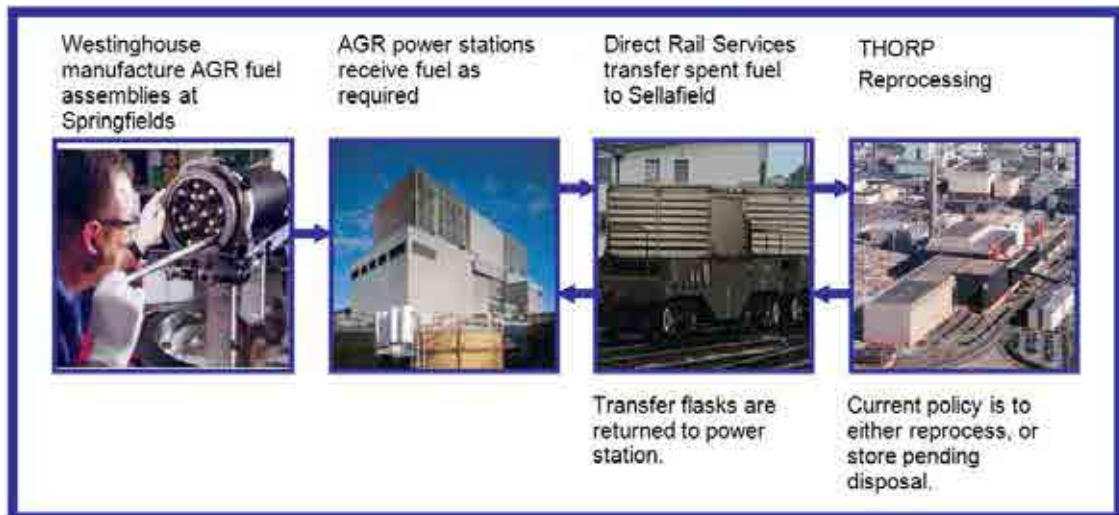 Westinghouse
manufacture AGR fuel
assemblies at
Springfields
AGR power stations
receive fuel as
required
Direct Rail Services
transfer spent fuel
to Sellafield
THORP
Reprocessing
Transfer flasks are
returned to power
station.
Current policy is to
either reprocess, or
store pending
disposal.